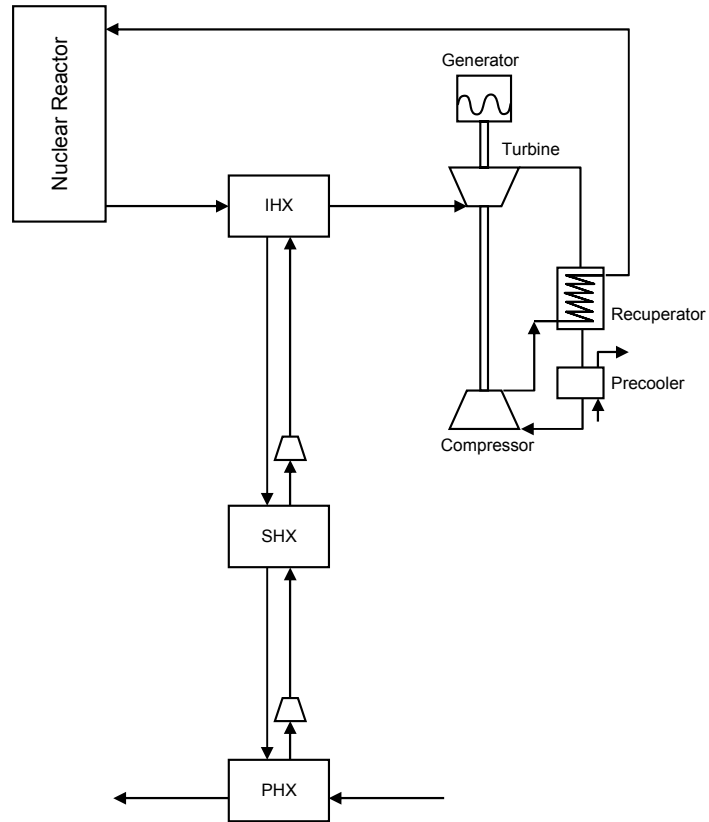 Nuclear Reactor
Generator
Turbine
IHX
Recuperator
Precooler
Compressor
SHX
PHX